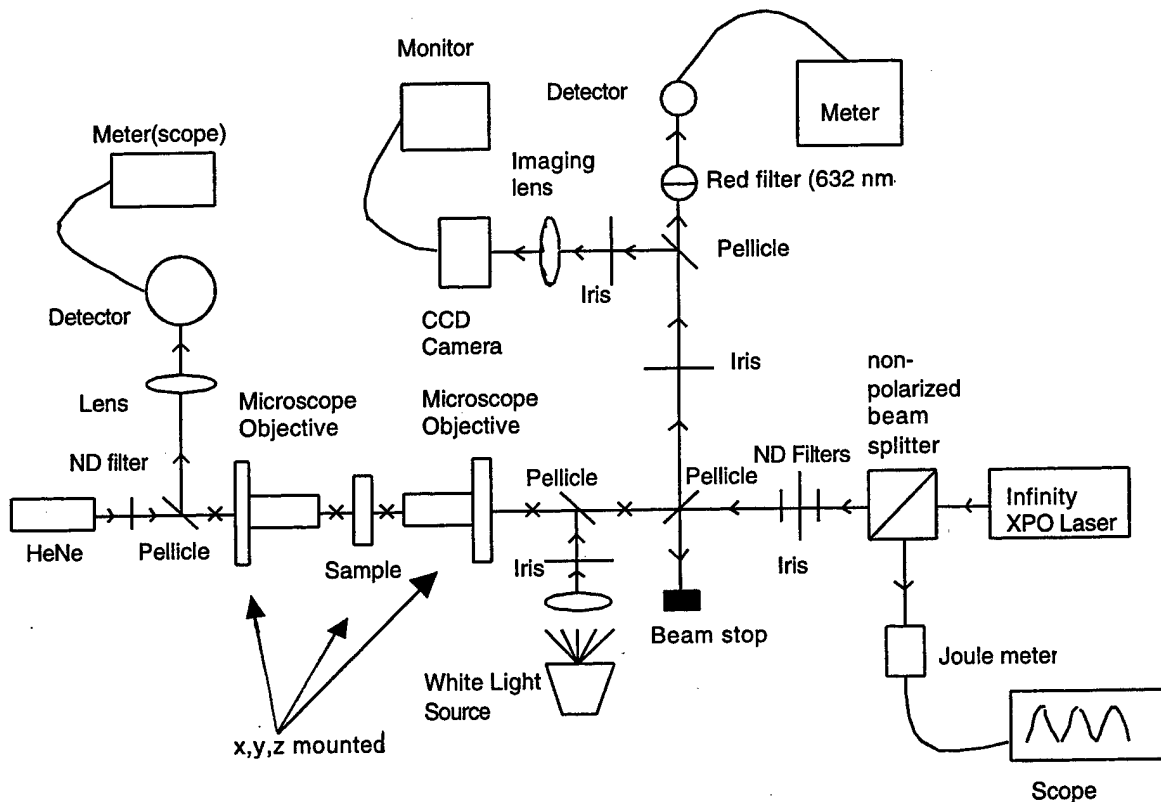 Monitor
Detector
Meter
Meter(scope)
Imaging
lens
Red filter (632 nm
Pellicle
Iris
Detector
CCD
Camera
Iris
non-
polarized
beam
splitter
Lens
Microscope
Objective
Microscope
Objective
ND filter
Pellicle
Pellicle
ND Filters
Infinity
XPO Laser
HeNe
Pellicle
Sample
Iris
Iris
Beam stop
Joule meter
White Light
Source
x,y,z mounted
Scope